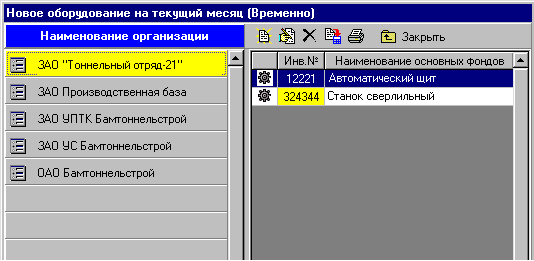 Новое оборудование на текущий месяц (Временно)
Наименование организации
Закрыть
ЗАО "Тоннельный отряд-21"
ЗАО Производственная база
ЗАО УПТК Бамтоннельстрой
ЗАО УС Бамтоннельстрой
ОАО Бамтоннельстрой
Инв.№ Наименование основных фондов
12221 Автоматический щит
324344 Станок сверлильный